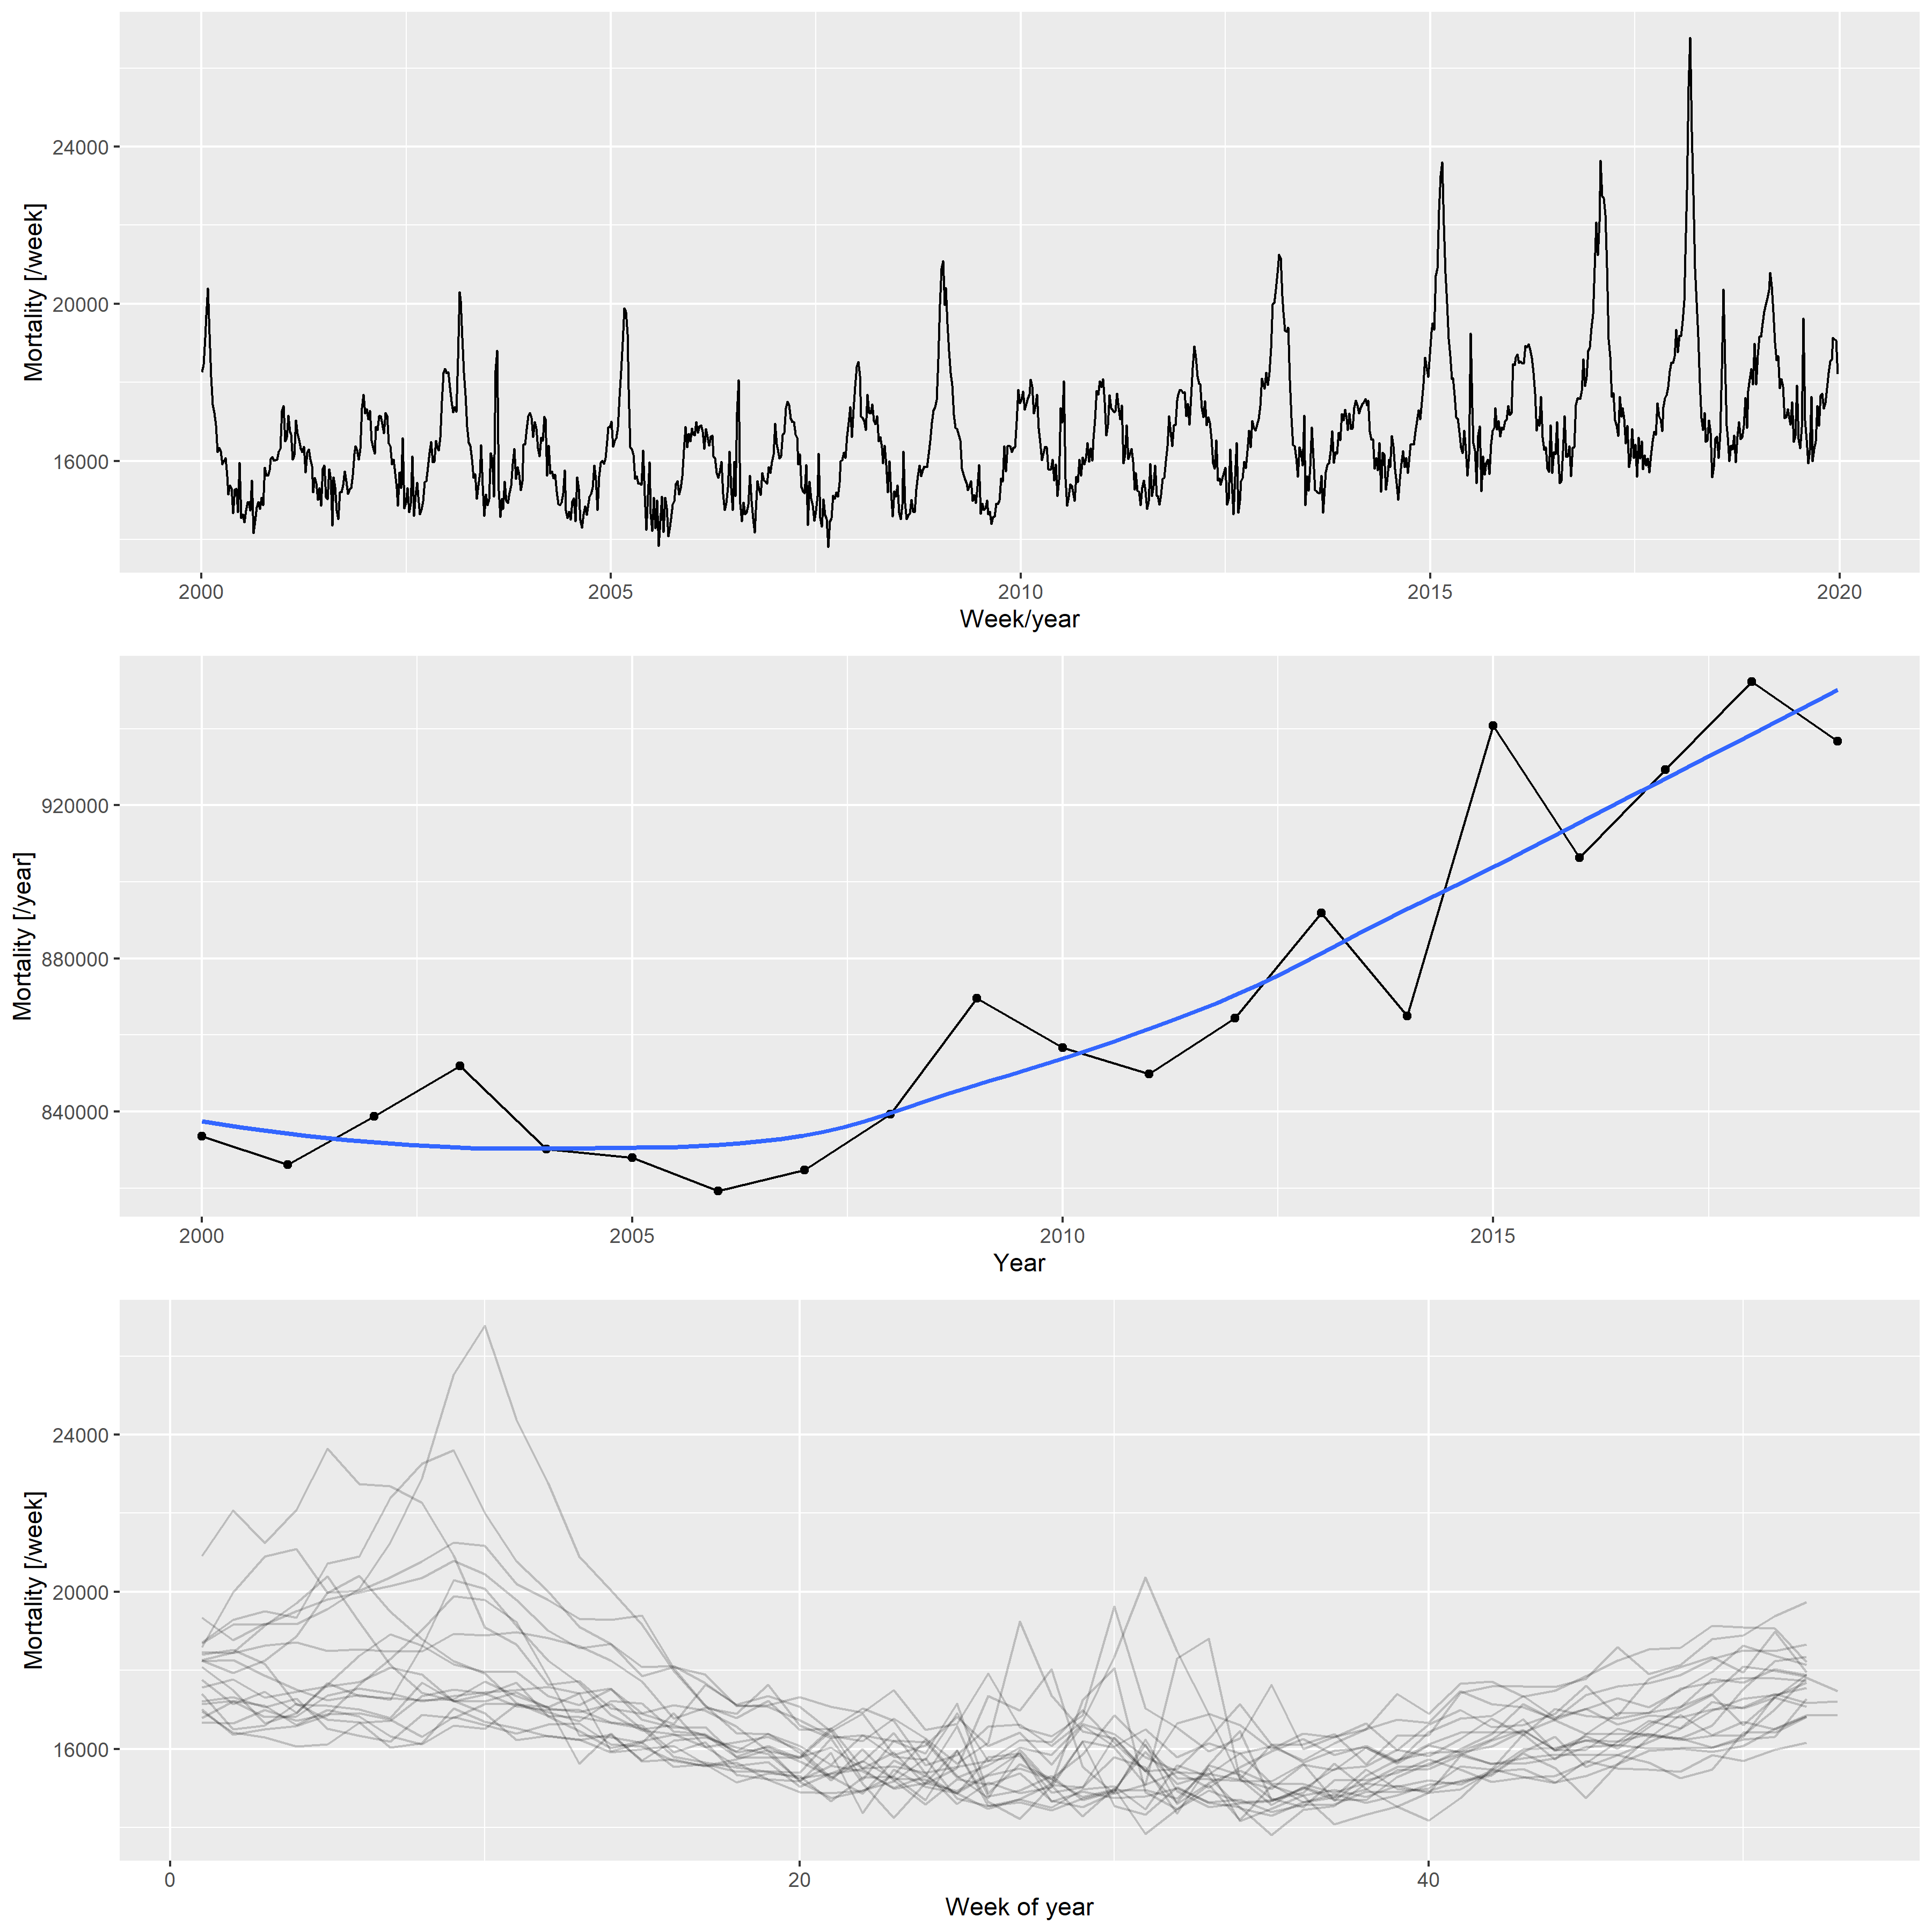 Mortality [/week]
24000
20000
16000
2000 2005 2010 2015 2020
Week/year
Mortality [/year]
920000
880000
840000
2000 2005 2010 2015
Year
Mortality [/week]
24000
20000
16000
0 20 40
Week of year